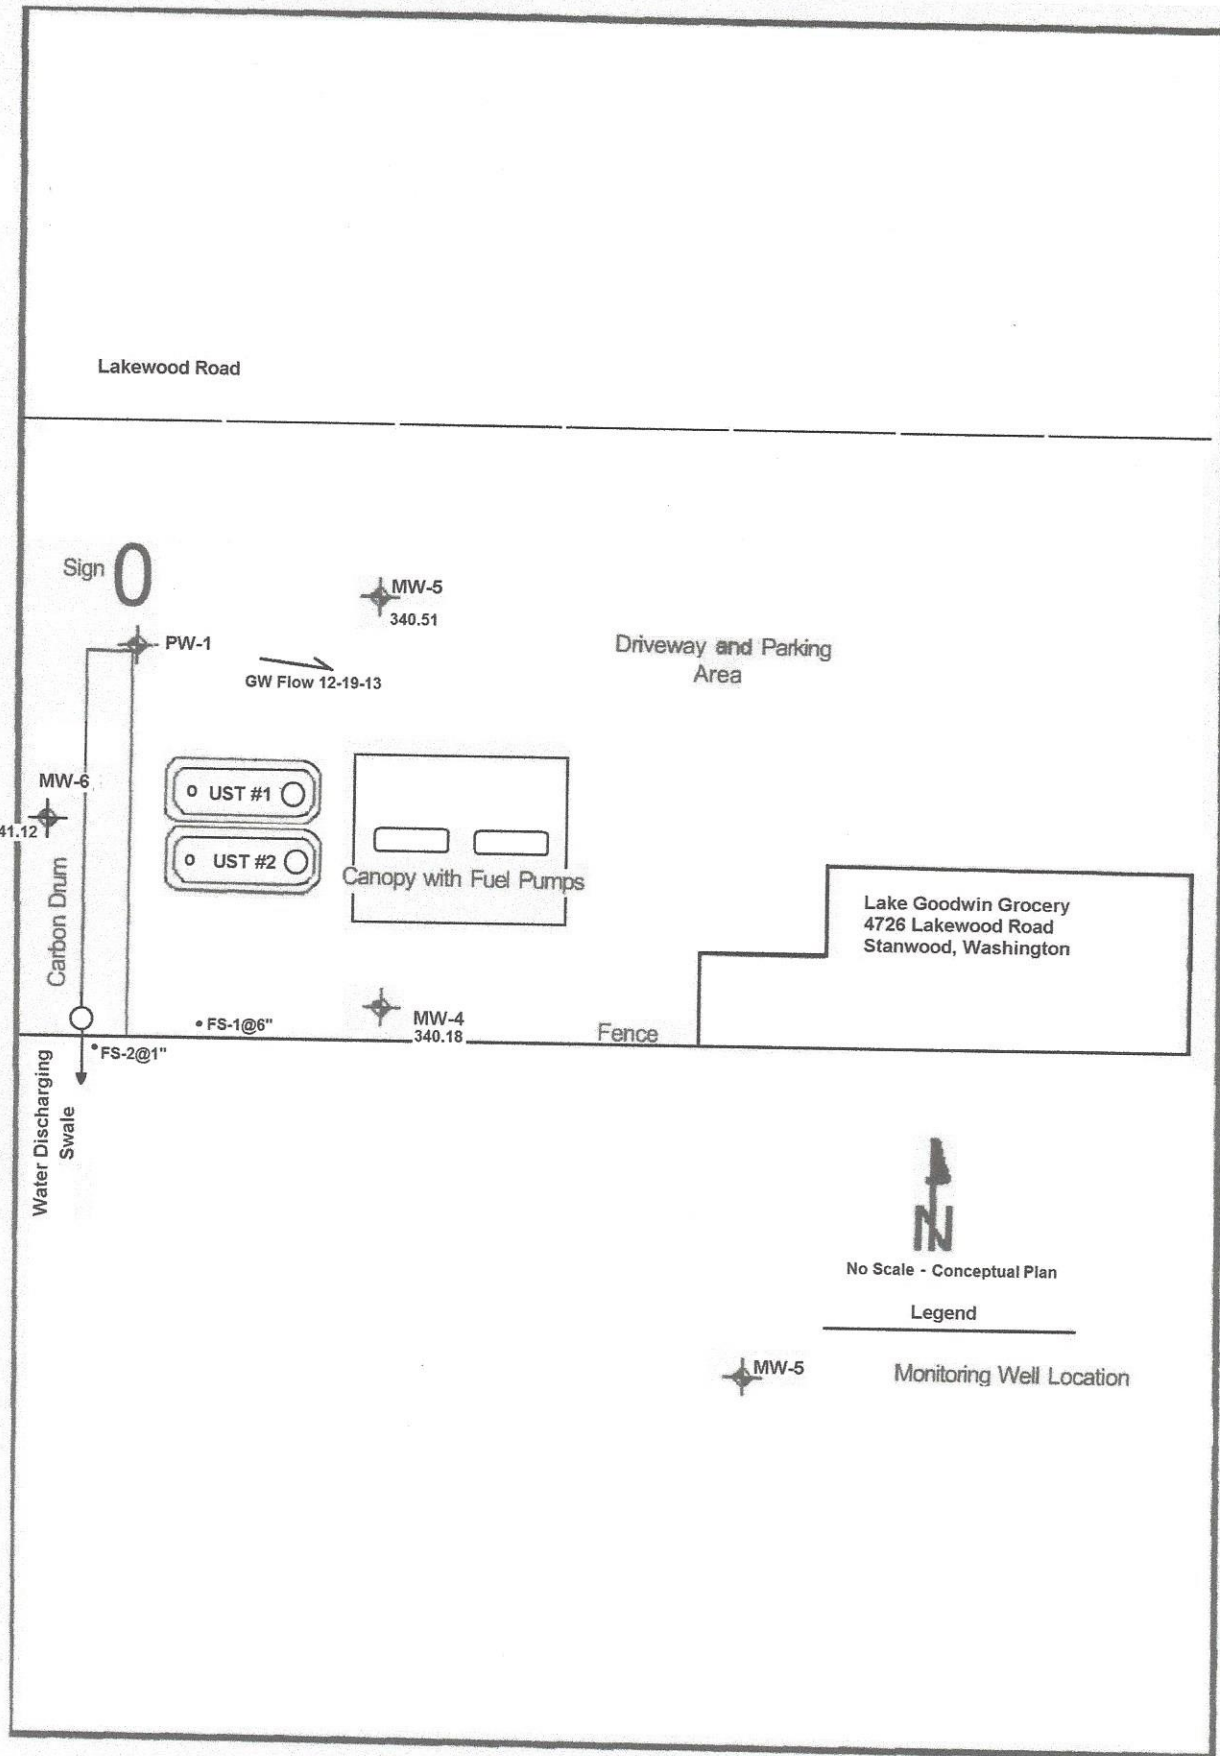 Lakewood Road
Sign
MW-5
340.51
PW-1
GW Flow 12-19-13
Driveway and Parking
Area
MW-6
41.12
UST #1
UST #2
Canopy with Fuel Pumps
Carbon Drum
Lake Goodwin Grocery
4726 Lakewood Road
Stanwood, Washington
FS-1@6"
MW-4
340.18
Fence
FS-2@1"
Water Discharging
Swale
N
No Scale - Conceptual Plan
Legend
MW-5
Monitoring Well Location